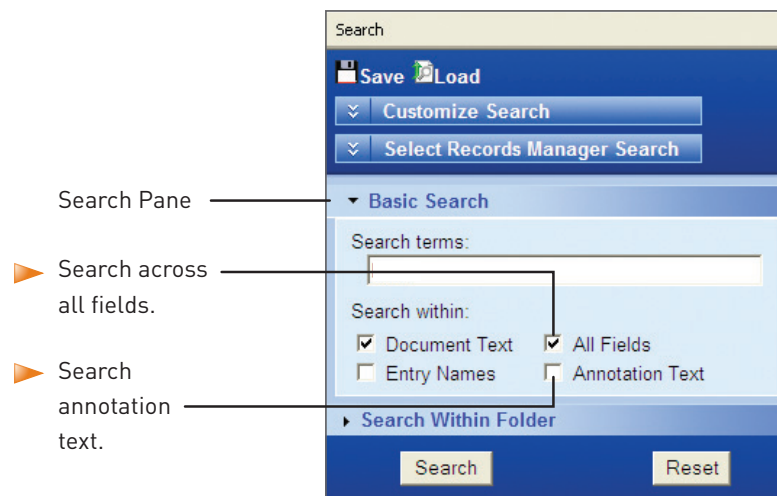 Search
Save Load
Customize Search
Select Records Manager Search
Search Pane
Basic Search
Search terms:
Search across
all fields.
Search within:
Document Text All Fields
Entry Names Annotation Text
Search
annotation
text.
Search Within Folder
Search Reset